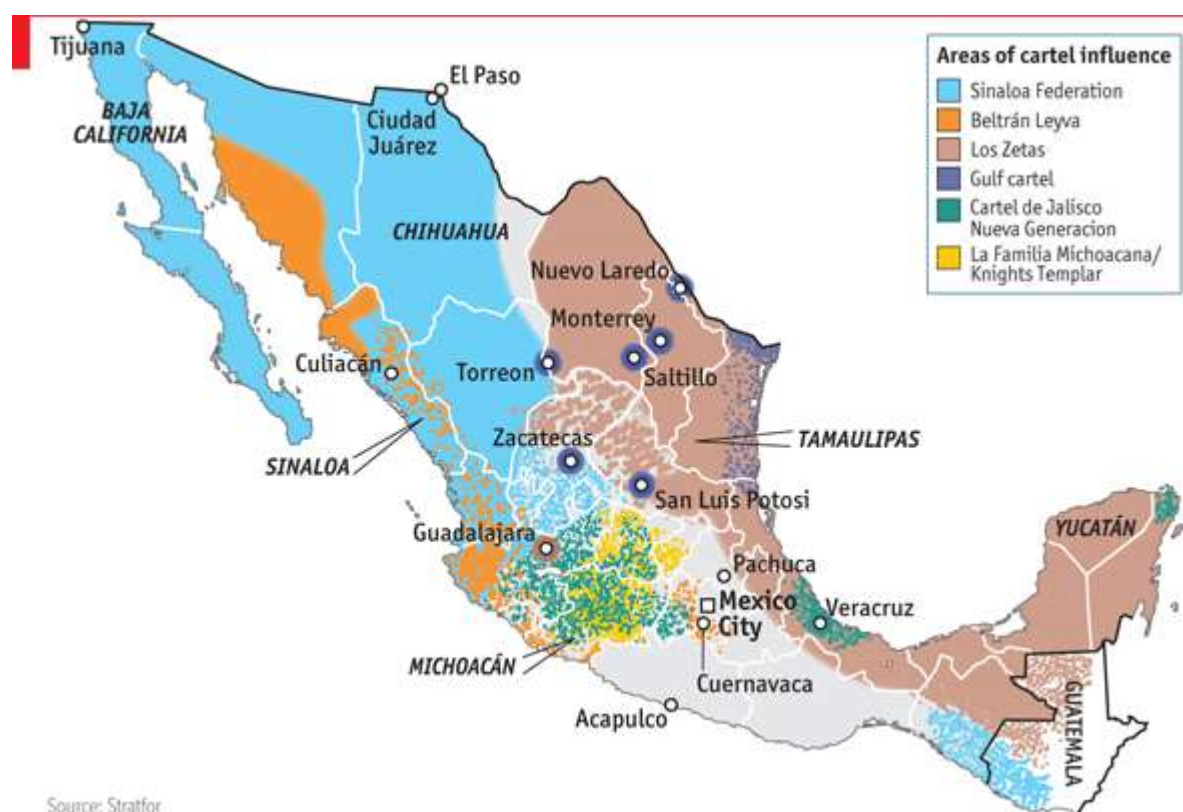 Tijuana
El Paso
BAJA
CALIFORNIA
Ciudad
Juárez
CHIHUAHUA
Nuevo Laredo
Monterrey
Culiacán
Torreon
Saltillo
SINALOA
Zacatecas
TAMAULIPAS
San Luis Potosi
Guadalajara
YUCATÁN
Pachuca
Mexico
City
Veracruz
MICHOACÁN
Cuernavaca
Acapulco
GUATEMALA
Areas of cartel influence
Sinaloa Federation
Beltrán Leyva
Los Zetas
Gulf cartel
Cartel de Jalisco
Nueva Generacion
La Familia Michoacana/
Knights Templar
Source: Stratfor